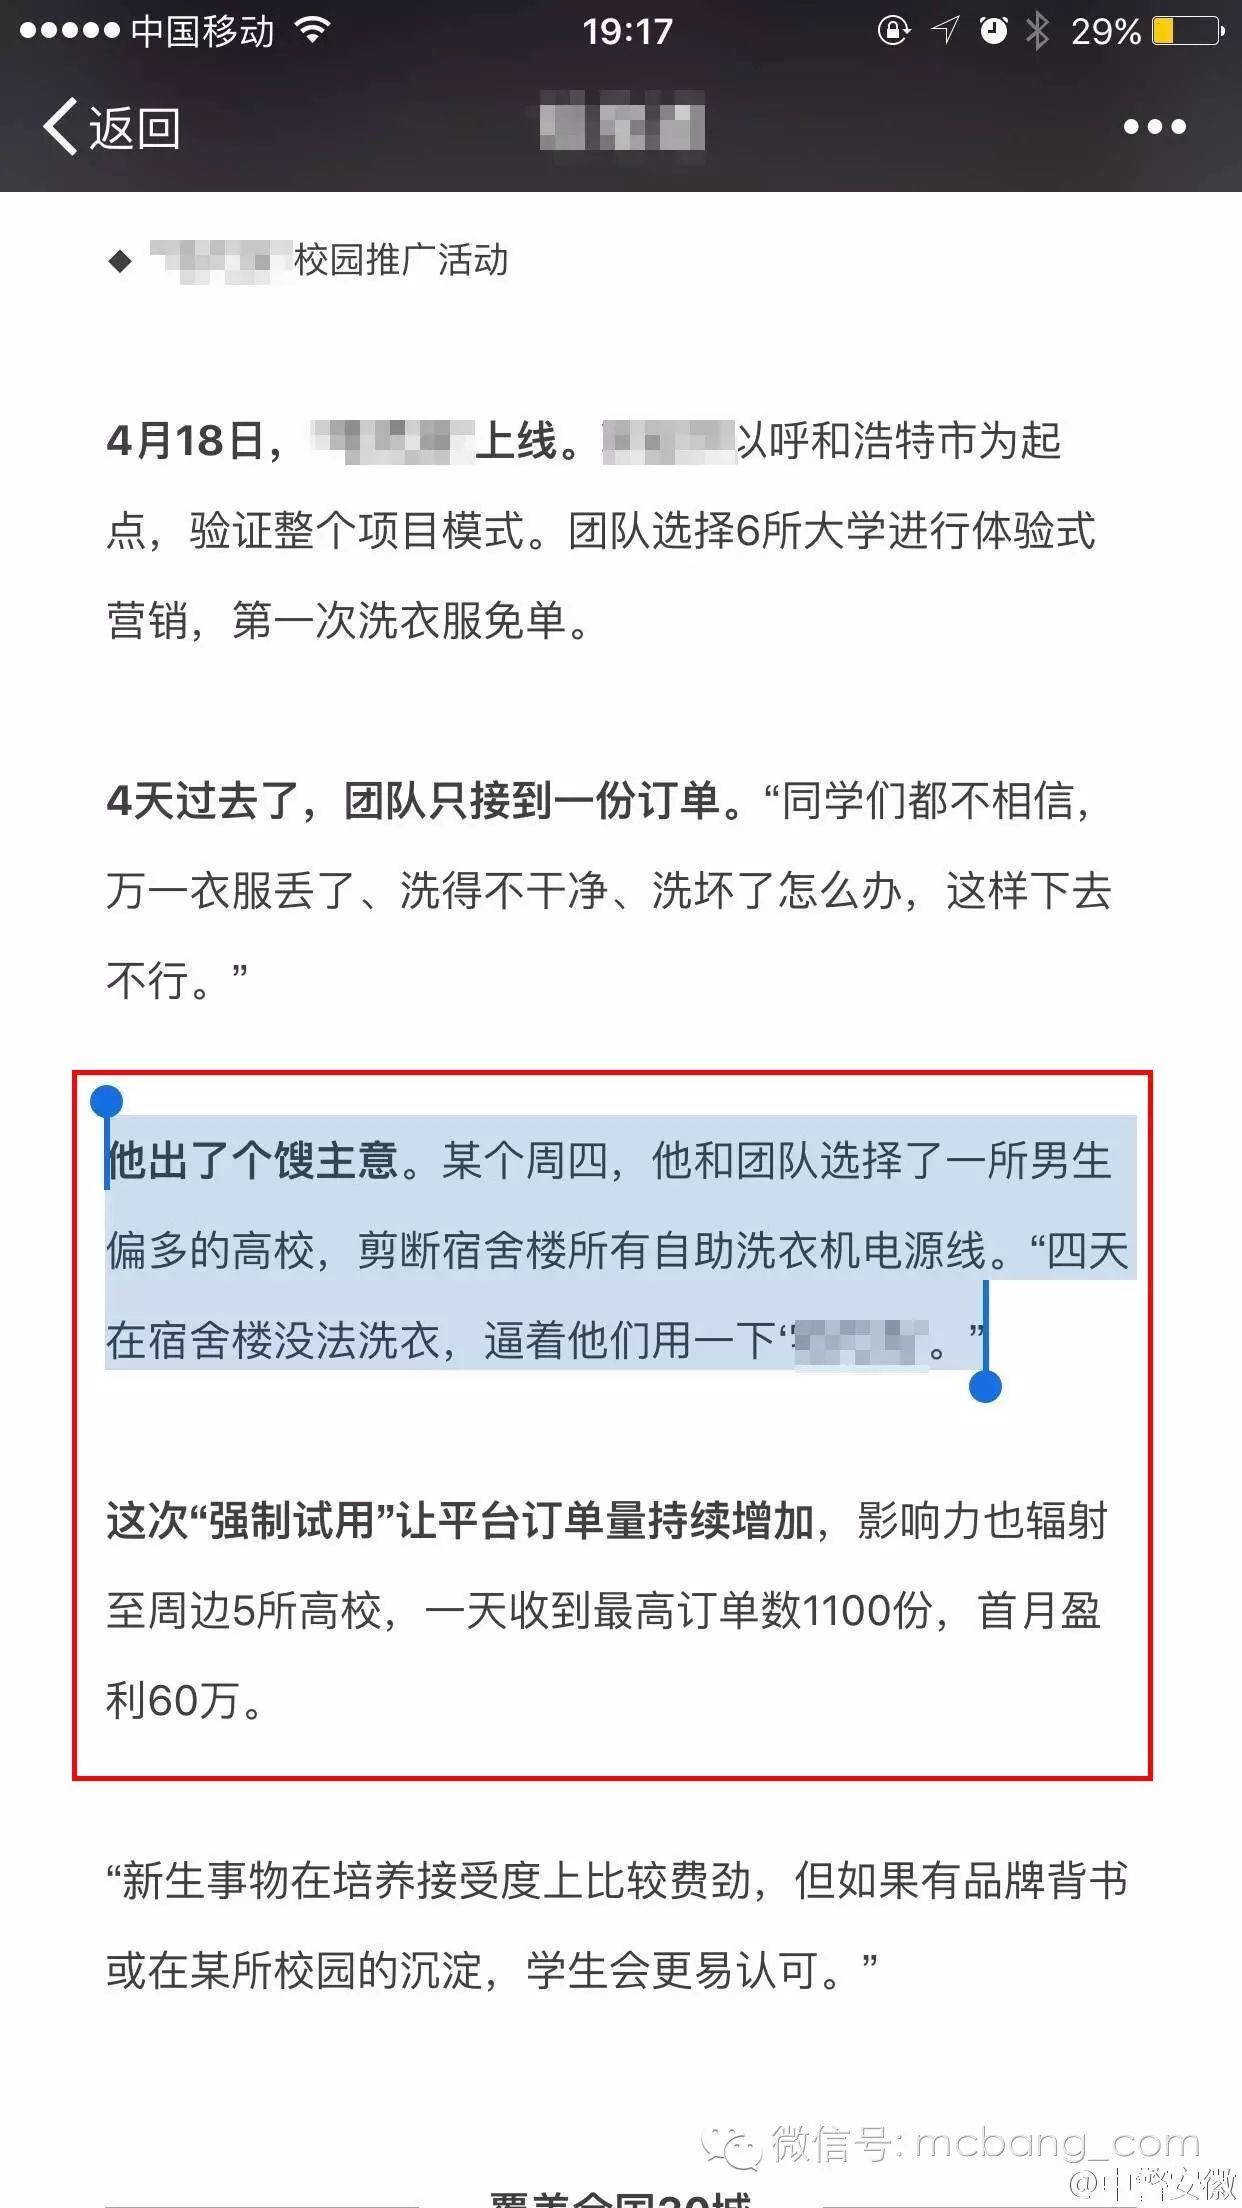 中国移动 19:17 29%
返回
校园推广活动
4月18日，上线。以呼和浩特市为起
点，验证整个项目模式。团队选择6所大学进行体验式
营销，第一次洗衣服免单。
4天过去了，团队只接到一份订单。“同学们都不相信，
万一衣服丢了、洗得不干净、洗坏了怎么办，这样下去
不行。”
他出了个馊主意。某个周四，他和团队选择了一所男生
偏多的高校，剪断宿舍楼所有自助洗衣机电源线。“四天
在宿舍楼没法洗衣，逼着他们用一下‘。”
这次“强制试用”让平台订单量持续增加，影响力也辐射
至周边5所高校，一天收到最高订单数1100份，首月盈
利60万。
“新生事物在培养接受度上比较费劲，但如果有品牌背书
或在某所校园的沉淀，学生会更易认可。”
微信号: mcbang_com
@中警安徽
覆盖全国30城